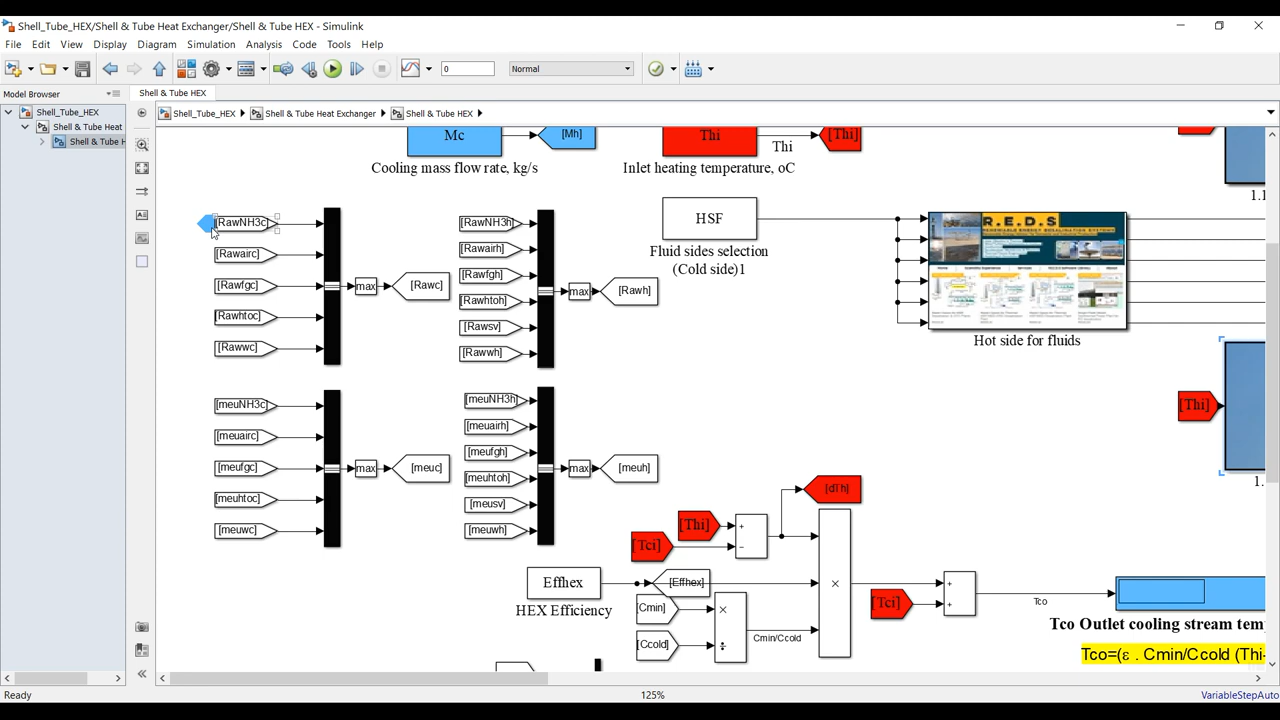 Shell_Tube_HEX/Shell & Tube Heat Exchanger/Shell & Tube HEX - Simulink
File Edit View Display Diagram Simulation Analysis Code Tools Help
0 Normal
Model Browser Shell & Tube HEX
Shell_Tube_HEX Shell_Tube_HEX Shell & Tube Heat Exchanger Shell & Tube HEX
Shell & Tube Heat
Shell & Tube H
Mc [Mh] Thi Thi [Thi]
Cooling mass flow rate, kg/s Inlet heating temperature, oC
[RawNH3c] [RawNH3h] HSF R.E.D.S
[Rawairc] [Rawairh] Fluid sides selection
(Cold side)1
[Rawfgc] max [Rawc] [Rawfgh] max [Rawh]
[Rawhtoc] [Rawhtoh]
[Rawwc] [Rawsv]
[Rawwh]
Hot side for fluids
[meuNH3c] [meuNH3h] [Thi]
[meuairc] [meuairh]
[meufgc] max [meuc] [meufgh] max [meuh]
[meuhtoc] [meuhtoh]
[meuwc] [meusv]
[meuwh]
[dTh]
[Thi] +
[Tci] −
×
Effhex [Effhex]
HEX Efficiency
[Cmin] ×
[Ccold] ÷ Cmin/Ccold
[Tci] + +
Tco
Tco Outlet cooling stream tem
Tco=(ε . Cmin/Ccold (Thi-
Ready 125% VariableStepAuto